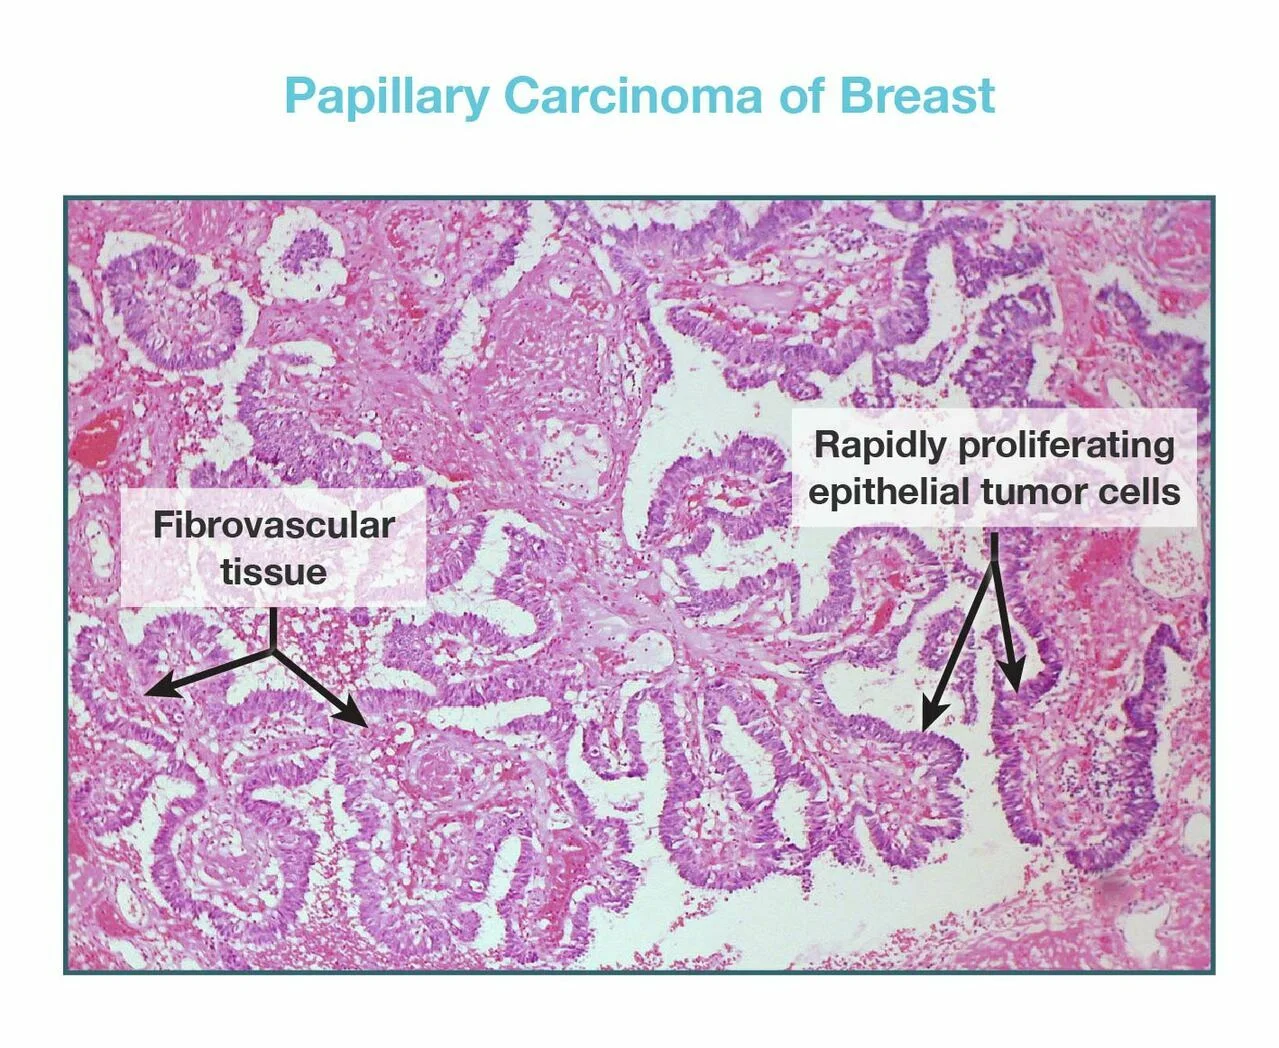 Papillary Carcinoma of Breast
Rapidly proliferating
epithelial tumor cells
Fibrovascular
tissue